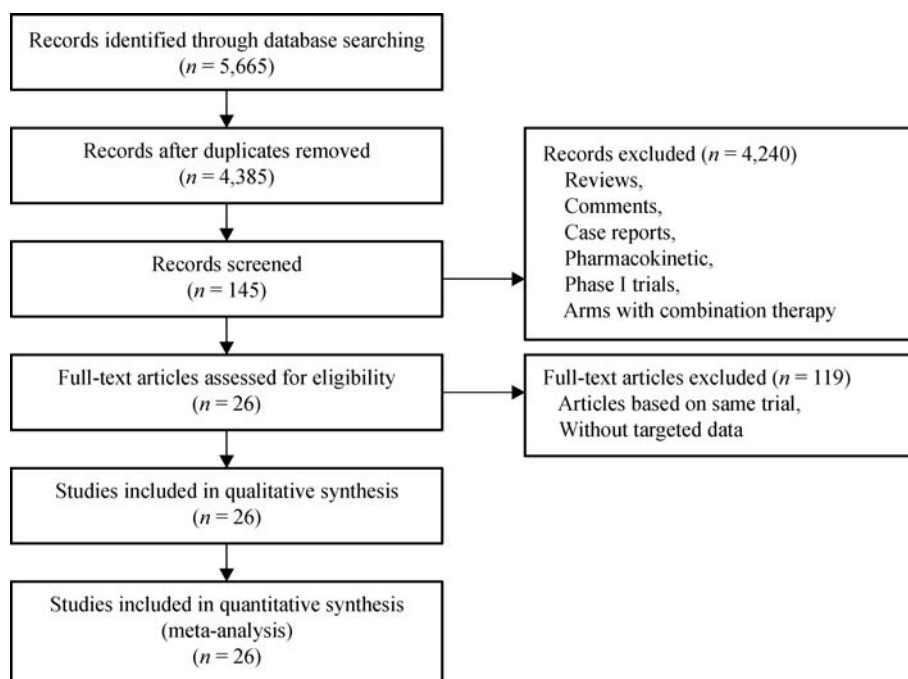 Records identified through database searching
(n = 5,665)
Records after duplicates removed
(n = 4,385)
Records excluded (n = 4,240)
Reviews,
Comments,
Case reports,
Pharmacokinetic,
Phase I trials,
Arms with combination therapy
Records screened
(n = 145)
Full-text articles assessed for eligibility
(n = 26)
Full-text articles excluded (n = 119)
Articles based on same trial,
Without targeted data
Studies included in qualitative synthesis
(n = 26)
Studies included in quantitative synthesis
(meta-analysis)
(n = 26)